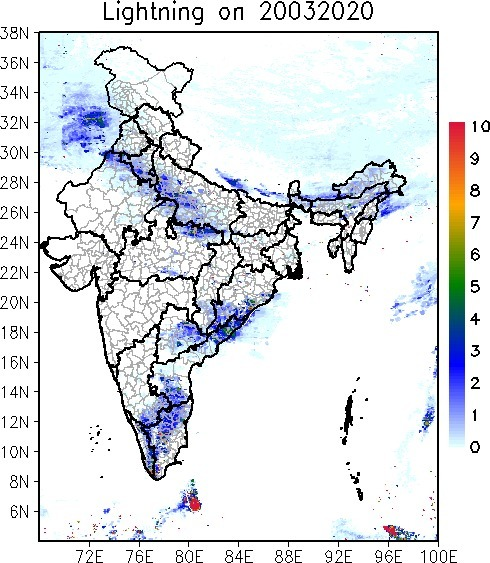 Lightning on 20032020
38N
36N
34N
32N
30N
28N
26N
24N
22N
20N
18N
16N
14N
12N
10N
8N
6N
72E 76E 80E 84E 88E 92E 96E 100E
10
9
8
7
6
5
4
3
2
1
0